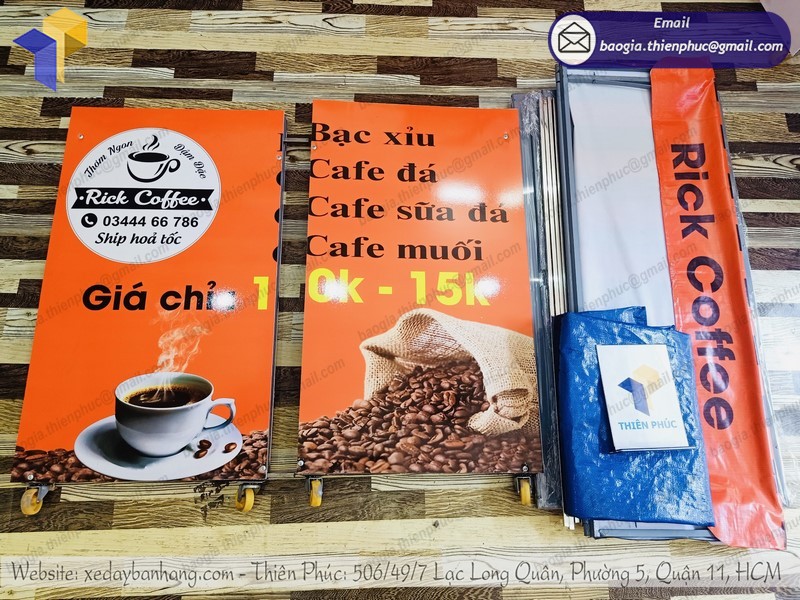 Email
baogia.thienphuc@gmail.com
Thơm Ngon
Đậm Đặc
Rick Coffee
03444 66 786
Ship hoả tốc
Giá chỉ 10k - 15k
Bạc xỉu
Cafe đá
Cafe sữa đá
Cafe muối
Rick Coffee
THIÊN PHÚC
Website: xedaybanhang.com - Thiên Phúc: 506/49/7 Lạc Long Quân, Phường 5, Quận 11, HCM